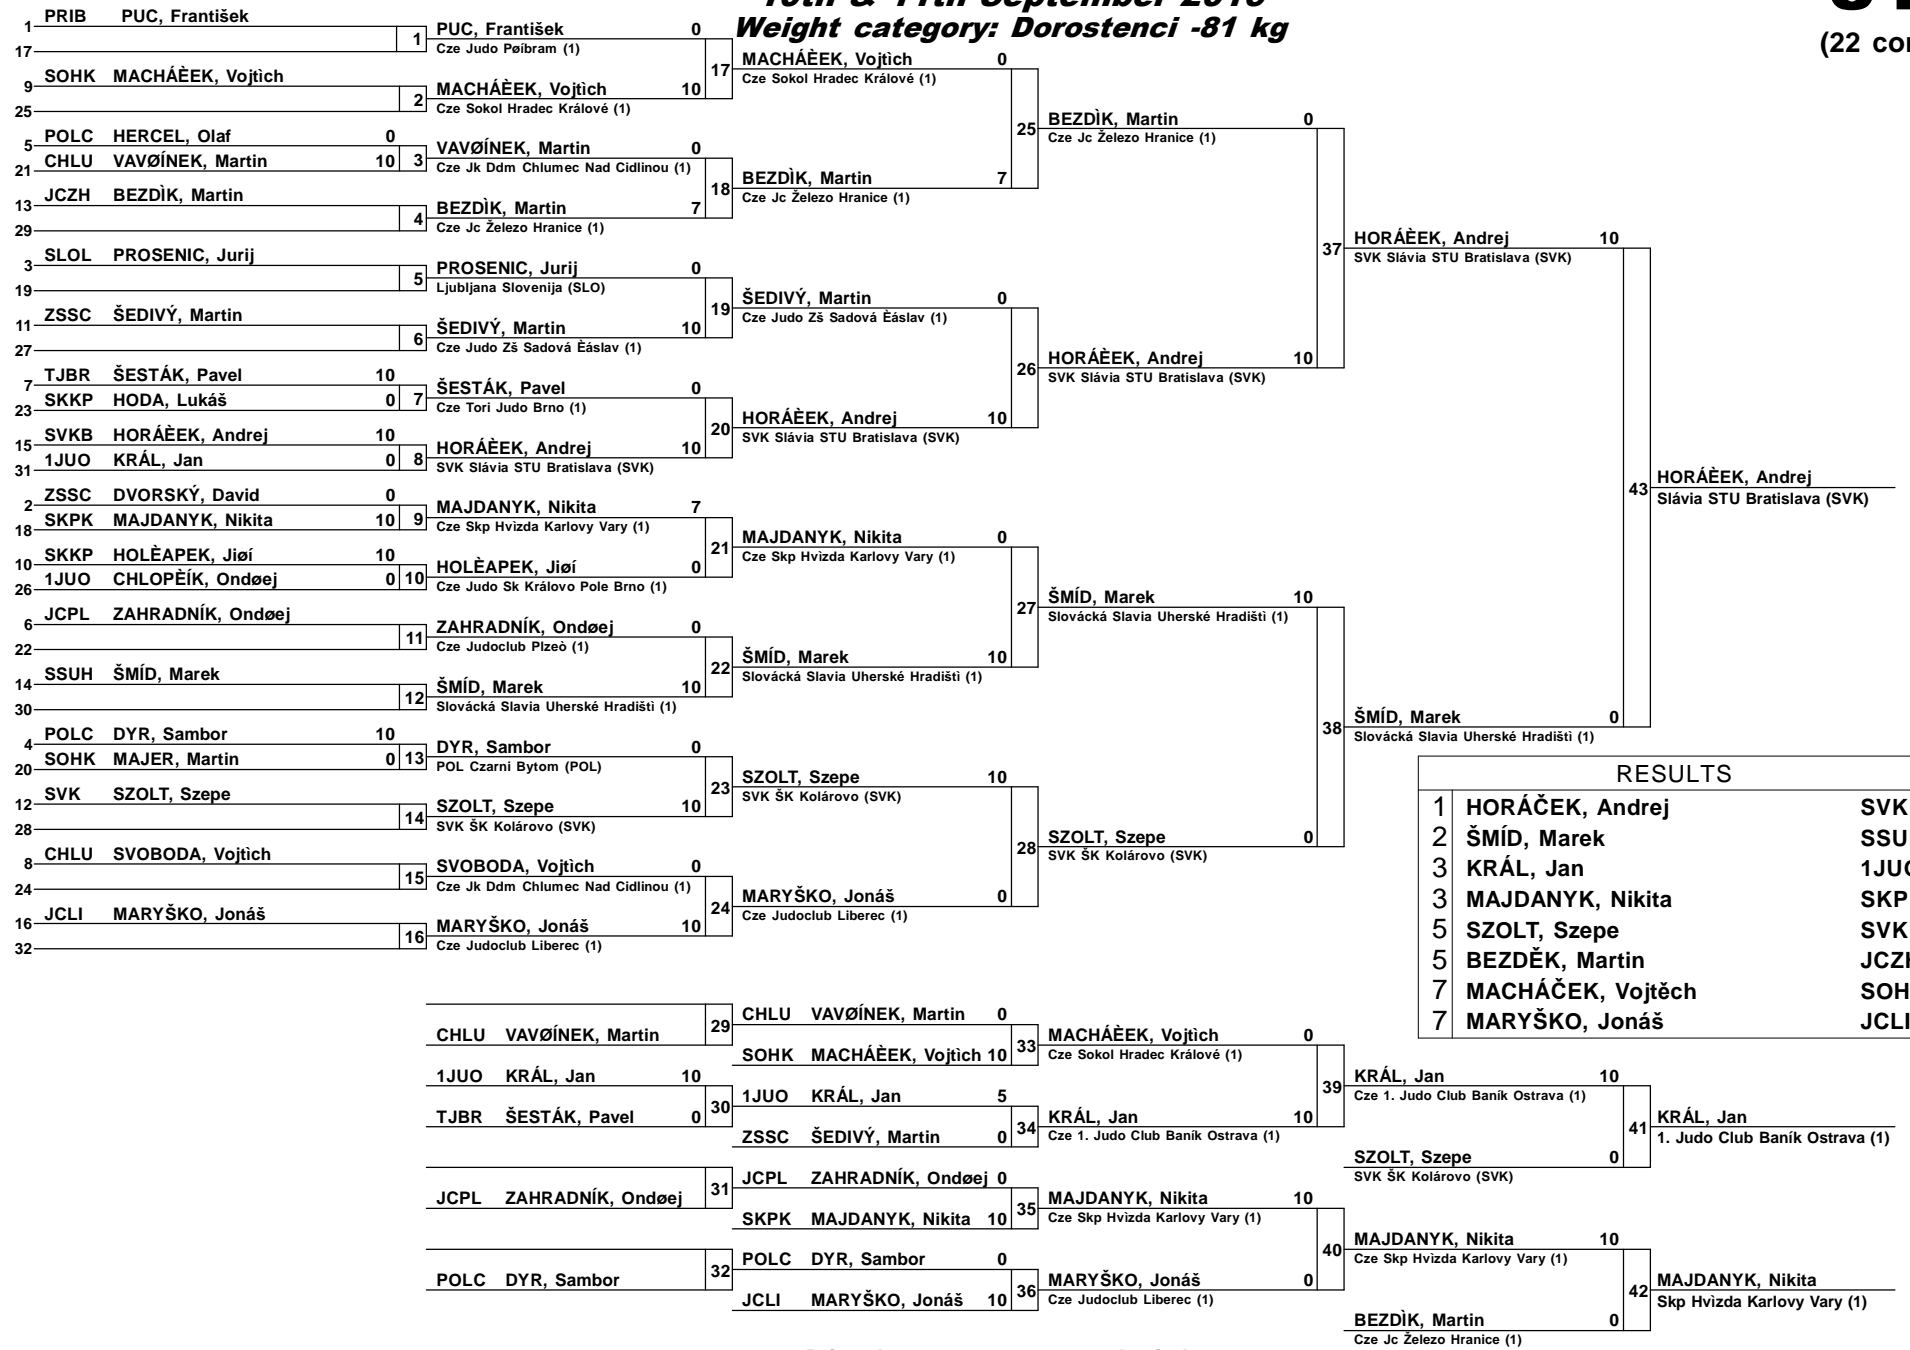 Weight category: Dorostenci -81 kg
(22
1 PRIB PUC, František
17
1
9 SOHK MACHÁÈEK, Vojtìch
25
2
5 POLC HERCEL, Olaf 0
21 CHLU VAVØÍNEK, Martin 10
3
13 JCZH BEZDÌK, Martin
29
4
3 SLOL PROSENIC, Jurij
19
5
11 ZSSC ŠEDIVÝ, Martin
27
6
7 TJBR ŠESTÁK, Pavel 10
23 SKKP HODA, Lukáš 0
7
15 SVKB HORÁÈEK, Andrej 10
31 1JUO KRÁL, Jan 0
8
2 ZSSC DVORSKÝ, David 0
18 SKPK MAJDANYK, Nikita 10
9
10 SKKP HOLÈAPEK, Jiøí 10
26 1JUO CHLOPÈÍK, Ondøej 0
10
6 JCPL ZAHRADNÍK, Ondøej
22
11
14 SSUH ŠMÍD, Marek
30
12
4 POLC DYR, Sambor 10
20 SOHK MAJER, Martin 0
13
12 SVK SZOLT, Szepe
28
14
8 CHLU SVOBODA, Vojtìch
24
15
16 JCLI MARYŠKO, Jonáš
32
16
PUC, František 0
Cze Judo Pøíbram (1)
17
MACHÁÈEK, Vojtìch 10
Cze Sokol Hradec Králové (1)
VAVØÍNEK, Martin 0
Cze Jk Ddm Chlumec Nad Cidlinou (1)
18
BEZDÌK, Martin 7
Cze Jc Železo Hranice (1)
PROSENIC, Jurij 0
Ljubljana Slovenija (SLO)
19
ŠEDIVÝ, Martin 10
Cze Judo Zš Sadová Èáslav (1)
ŠESTÁK, Pavel 0
Cze Tori Judo Brno (1)
20
HORÁÈEK, Andrej 10
SVK Slávia STU Bratislava (SVK)
MAJDANYK, Nikita 7
Cze Skp Hvìzda Karlovy Vary (1)
21
HOLÈAPEK, Jiøí 0
Cze Judo Sk Královo Pole Brno (1)
ZAHRADNÍK, Ondøej 0
Cze Judoclub Plzeò (1)
22
ŠMÍD, Marek 10
Slovácká Slavia Uherské Hradištì (1)
DYR, Sambor 0
POL Czarni Bytom (POL)
23
SZOLT, Szepe 10
SVK ŠK Kolárovo (SVK)
SVOBODA, Vojtìch 0
Cze Jk Ddm Chlumec Nad Cidlinou (1)
24
MARYŠKO, Jonáš 10
Cze Judoclub Liberec (1)
MACHÁÈEK, Vojtìch 0
Cze Sokol Hradec Králové (1)
25
BEZDÌK, Martin 7
Cze Jc Železo Hranice (1)
ŠEDIVÝ, Martin 0
Cze Judo Zš Sadová Èáslav (1)
26
HORÁÈEK, Andrej 10
SVK Slávia STU Bratislava (SVK)
MAJDANYK, Nikita 0
Cze Skp Hvìzda Karlovy Vary (1)
27
ŠMÍD, Marek 10
Slovácká Slavia Uherské Hradištì (1)
SZOLT, Szepe 10
SVK ŠK Kolárovo (SVK)
28
MARYŠKO, Jonáš 0
Cze Judoclub Liberec (1)
BEZDÌK, Martin 0
Cze Jc Železo Hranice (1)
37
HORÁÈEK, Andrej 10
SVK Slávia STU Bratislava (SVK)
ŠMÍD, Marek 10
Slovácká Slavia Uherské Hradištì (1)
38
SZOLT, Szepe 0
SVK ŠK Kolárovo (SVK)
HORÁÈEK, Andrej 10
SVK Slávia STU Bratislava (SVK)
43
ŠMÍD, Marek 0
Slovácká Slavia Uherské Hradištì (1)
HORÁÈEK, Andrej
Slávia STU Bratislava (SVK)
RESULTS
1 HORÁČEK, Andrej SVK
2 ŠMÍD, Marek SSU
3 KRÁL, Jan 1JUO
3 MAJDANYK, Nikita SKP
5 SZOLT, Szepe SVK
5 BEZDĚK, Martin JCZH
7 MACHÁČEK, Vojtěch SOH
7 MARYŠKO, Jonáš JCLI
CHLU VAVØÍNEK, Martin
29
1JUO KRÁL, Jan 10
TJBR ŠESTÁK, Pavel 0
30
JCPL ZAHRADNÍK, Ondøej
31
POLC DYR, Sambor
32
CHLU VAVØÍNEK, Martin 0
SOHK MACHÁÈEK, Vojtìch 10
33
1JUO KRÁL, Jan 5
ZSSC ŠEDIVÝ, Martin 0
34
JCPL ZAHRADNÍK, Ondøej 0
SKPK MAJDANYK, Nikita 10
35
POLC DYR, Sambor 0
JCLI MARYŠKO, Jonáš 10
36
MACHÁÈEK, Vojtìch 0
Cze Sokol Hradec Králové (1)
39
KRÁL, Jan 10
Cze 1. Judo Club Baník Ostrava (1)
MAJDANYK, Nikita 10
Cze Skp Hvìzda Karlovy Vary (1)
40
MARYŠKO, Jonáš 0
Cze Judoclub Liberec (1)
KRÁL, Jan 10
Cze 1. Judo Club Baník Ostrava (1)
41
SZOLT, Szepe 0
SVK ŠK Kolárovo (SVK)
MAJDANYK, Nikita 10
Cze Skp Hvìzda Karlovy Vary (1)
42
BEZDÌK, Martin 0
Cze Jc Železo Hranice (1)
KRÁL, Jan
1. Judo Club Baník Ostrava (1)
MAJDANYK, Nikita
Skp Hvìzda Karlovy Vary (1)